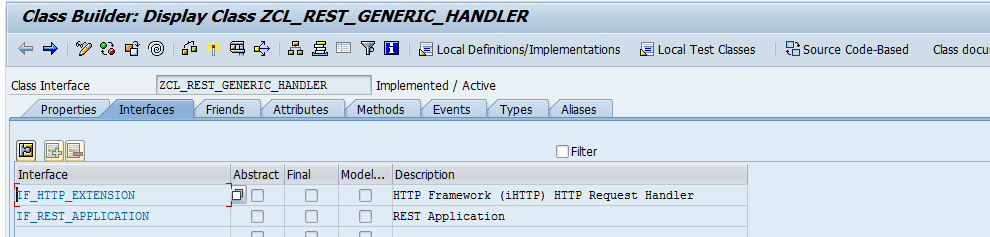 Class Builder: Display Class ZCL_REST_GENERIC_HANDLER
Local Definitions/Implementations Local Test Classes Source Code-Based Class docu
Class Interface ZCL_REST_GENERIC_HANDLER Implemented / Active
Properties Interfaces Friends Attributes Methods Events Types Aliases
Filter
Interface Abstract Final Model... Description
IF_HTTP_EXTENSION HTTP Framework (iHTTP) HTTP Request Handler
IF_REST_APPLICATION REST Application